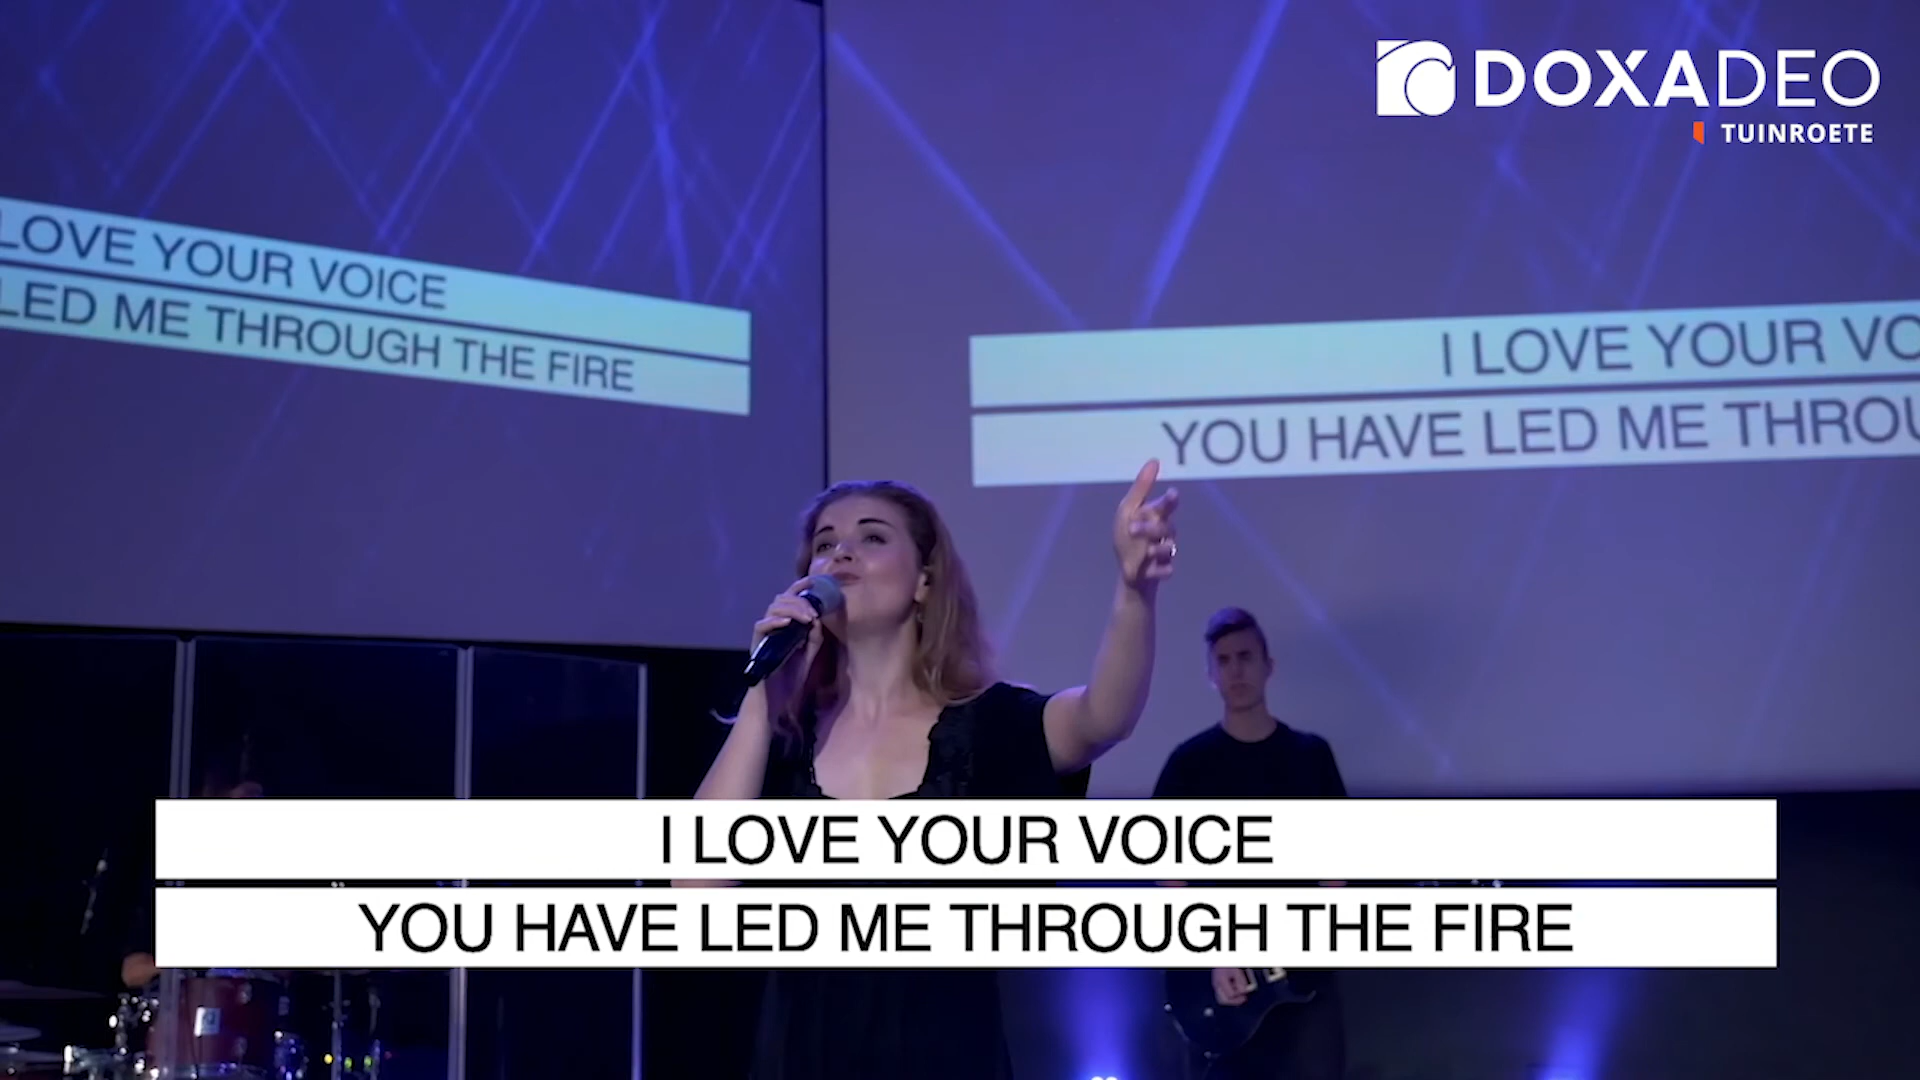 DOXADEO
TUINROETE
LOVE YOUR VOICE
LED ME THROUGH THE FIRE
I LOVE YOUR VO
YOU HAVE LED ME THROU
I LOVE YOUR VOICE
YOU HAVE LED ME THROUGH THE FIRE